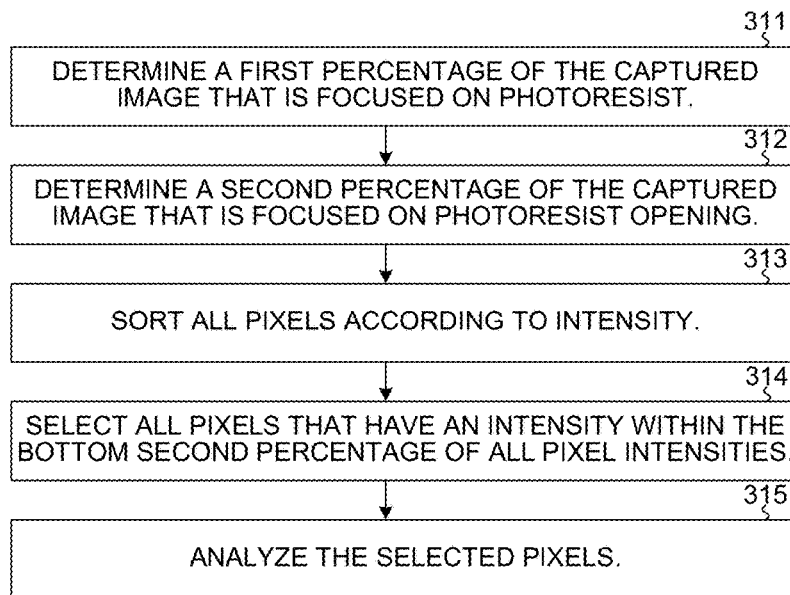 311
DETERMINE A FIRST PERCENTAGE OF THE CAPTURED
IMAGE THAT IS FOCUSED ON PHOTORESIST.
312
DETERMINE A SECOND PERCENTAGE OF THE CAPTURED
IMAGE THAT IS FOCUSED ON PHOTORESIST OPENING.
313
SORT ALL PIXELS ACCORDING TO INTENSITY.
314
SELECT ALL PIXELS THAT HAVE AN INTENSITY WITHIN THE
BOTTOM SECOND PERCENTAGE OF ALL PIXEL INTENSITIES.
315
ANALYZE THE SELECTED PIXELS.